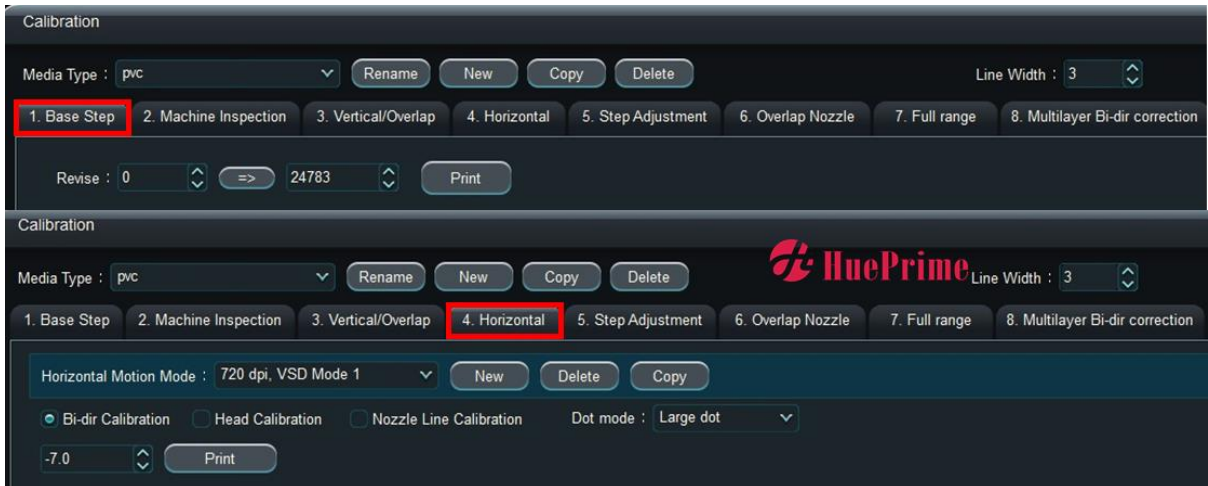 Calibration
Media Type : pvc Rename New Copy Delete Line Width : 3
1. Base Step 2. Machine Inspection 3. Vertical/Overlap 4. Horizontal 5. Step Adjustment 6. Overlap Nozzle 7. Full range 8. Multilayer Bi-dir correction
Revise : 0 => 24783 Print
Calibration
HuePrime
Media Type : pvc Rename New Copy Delete Line Width : 3
1. Base Step 2. Machine Inspection 3. Vertical/Overlap 4. Horizontal 5. Step Adjustment 6. Overlap Nozzle 7. Full range 8. Multilayer Bi-dir correction
Horizontal Motion Mode : 720 dpi, VSD Mode 1 New Delete Copy
Bi-dir Calibration Head Calibration Nozzle Line Calibration Dot mode : Large dot
-7.0 Print